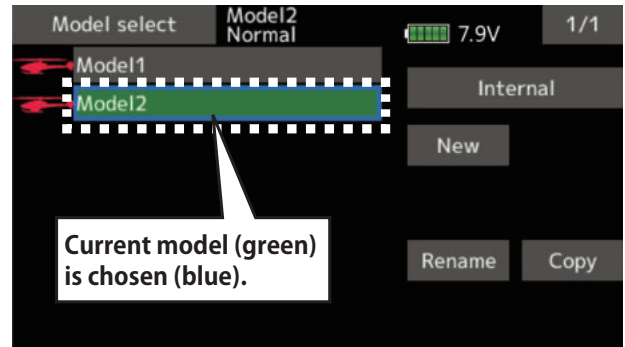 Model select
Model2
Normal
7.9V
1/1
Model1
Model2
Internal
New
Current model (green)
is chosen (blue).
Rename
Copy